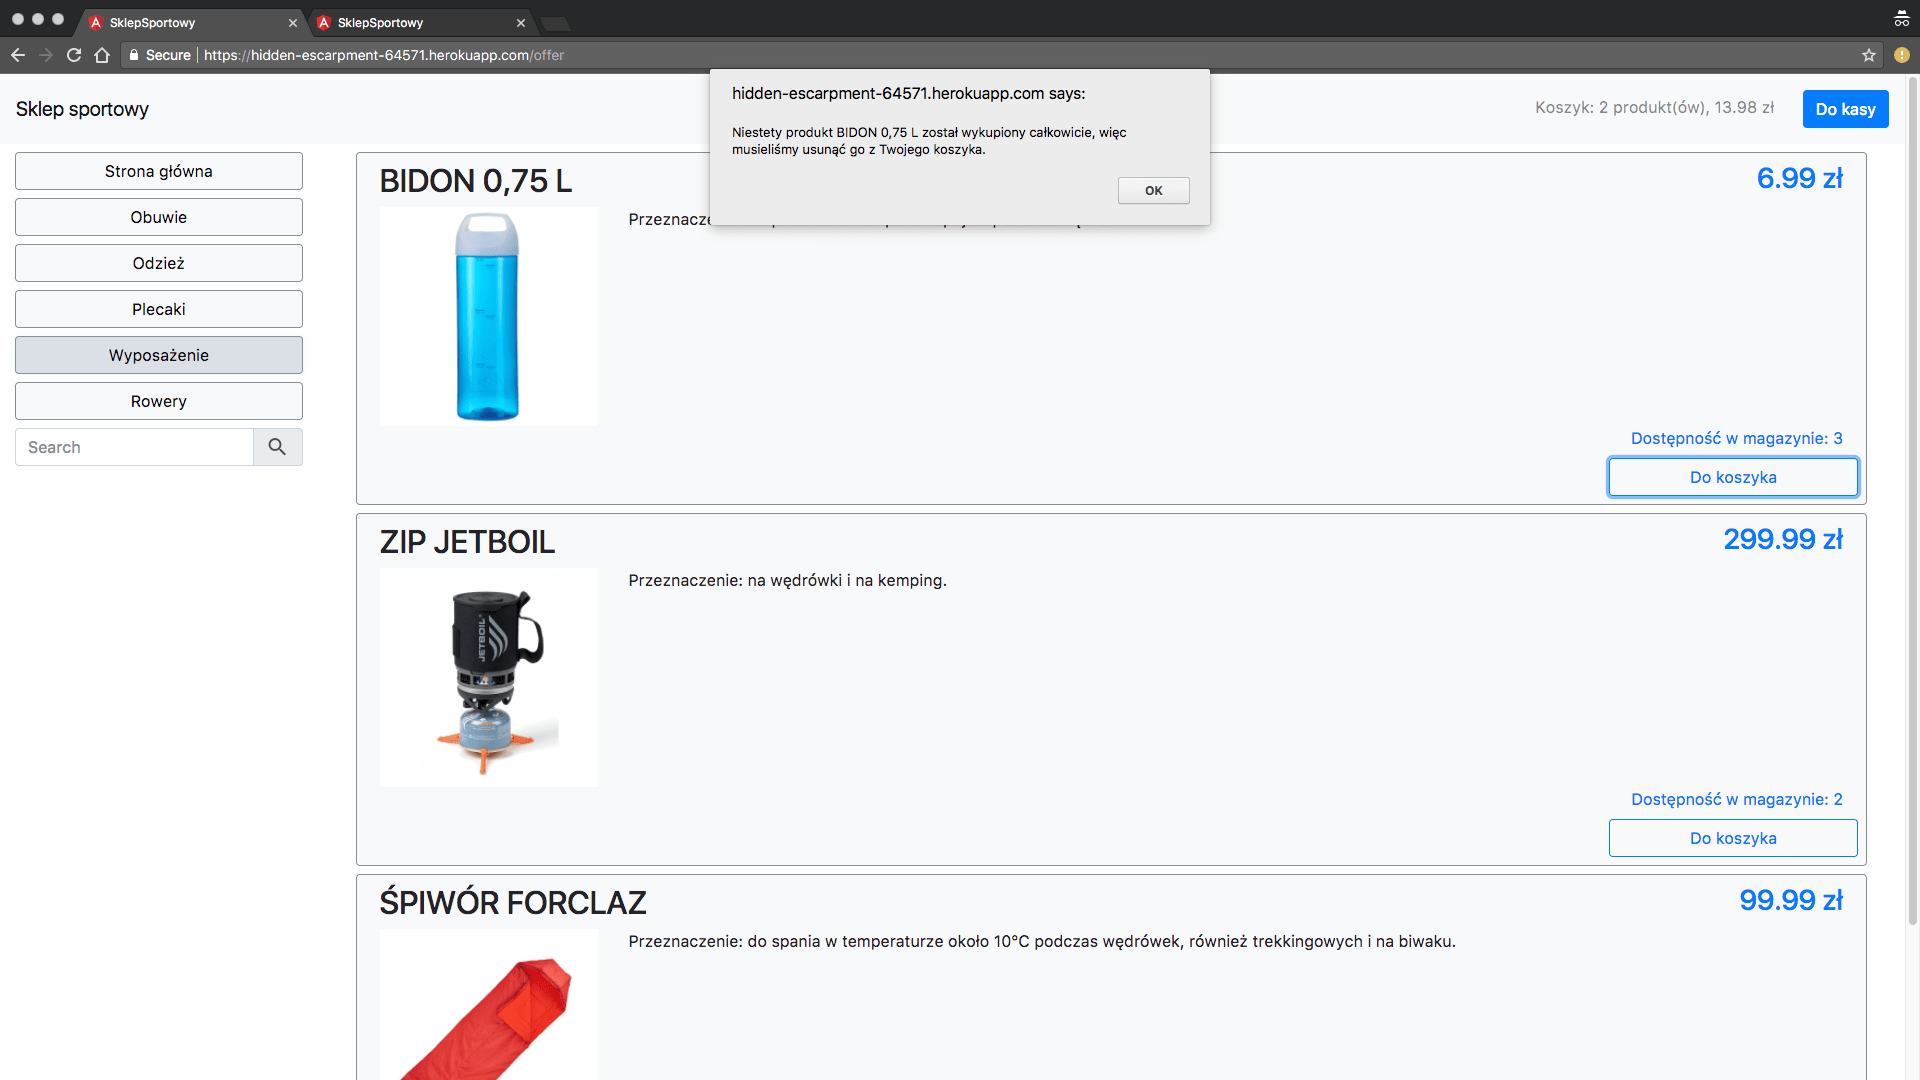 SklepSportowy
SklepSportowy
Secure
https://hidden-escarpment-64571.herokuapp.com/offer
hidden-escarpment-64571.herokuapp.com says:
Niestety produkt BIDON 0,75 L został wykupiony całkowicie, więc
musieliśmy usunąć go z Twojego koszyka.
OK
Sklep sportowy
Koszyk: 2 produkt(ów), 13.98 zł
Do kasy
Strona główna
Obuwie
Odzież
Plecaki
Wyposażenie
Rowery
Search
BIDON 0,75 L
6.99 zł
Dostępność w magazynie: 3
Do koszyka
ZIP JETBOIL
299.99 zł
Przeznaczenie: na wędrówki i na kemping.
JETBOIL
Dostępność w magazynie: 2
Do koszyka
ŚPIWÓR FORCLAZ
99.99 zł
Przeznaczenie: do spania w temperaturze około 10°C podczas wędrówek, również trekkingowych i na biwaku.